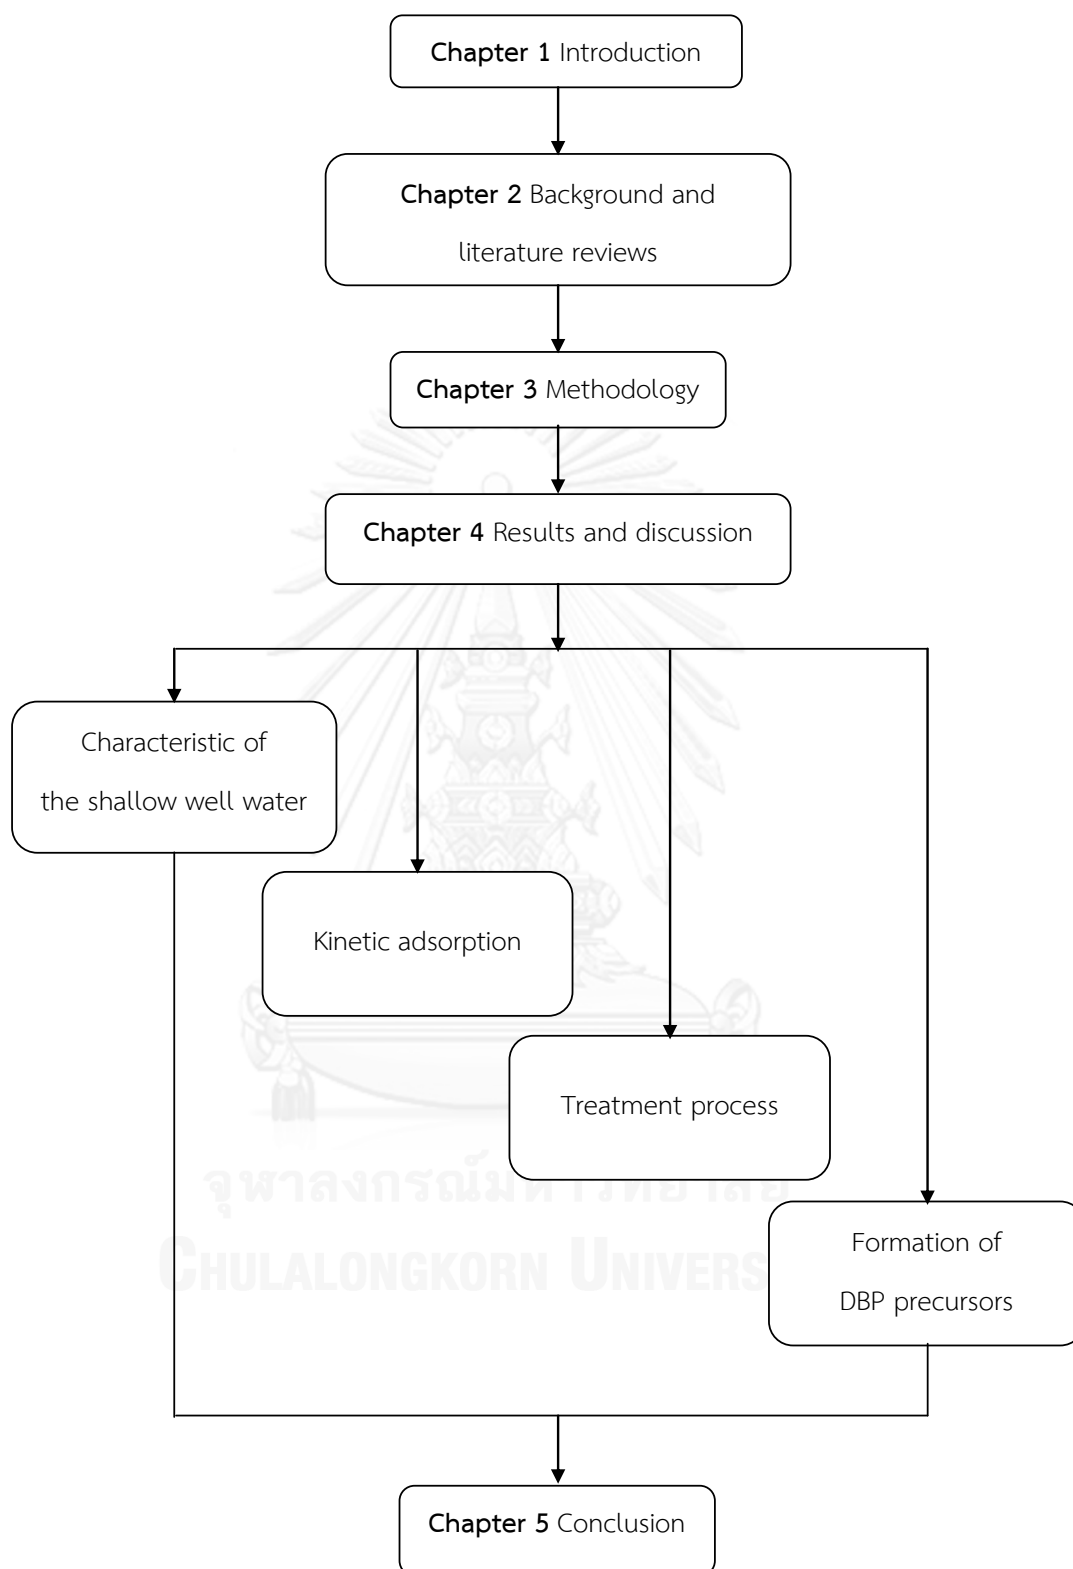 Chapter 1 Introduction
Chapter 2 Background and
literature reviews
Chapter 3 Methodology
Chapter 4 Results and discussion
Characteristic of
the shallow well water
Kinetic adsorption
Treatment process
จุฬาลงกรณ์มหาวิทยาลัย
Formation of
DBP precursors
CHULALONGKORN UNIVERS
Chapter 5 Conclusion